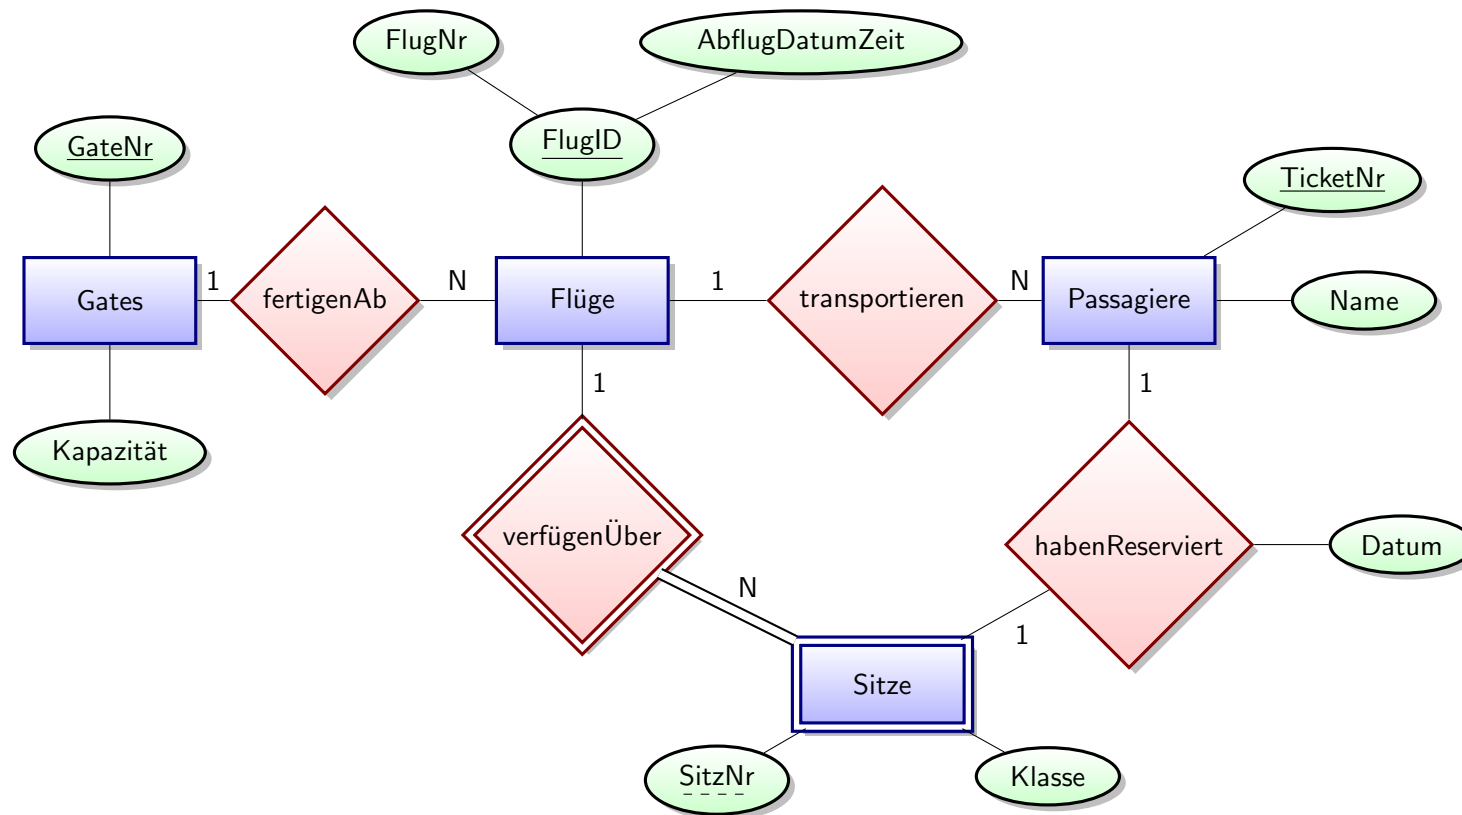 FlugNr
AbflugDatumZeit
FlugID
GateNr
TicketNr
Gates
1
fertigenAb
N
Flüge
1
transportieren
N
Passagiere
Name
1
1
Kapazität
verfügenÜber
habenReserviert
Datum
N
1
Sitze
SitzNr
Klasse